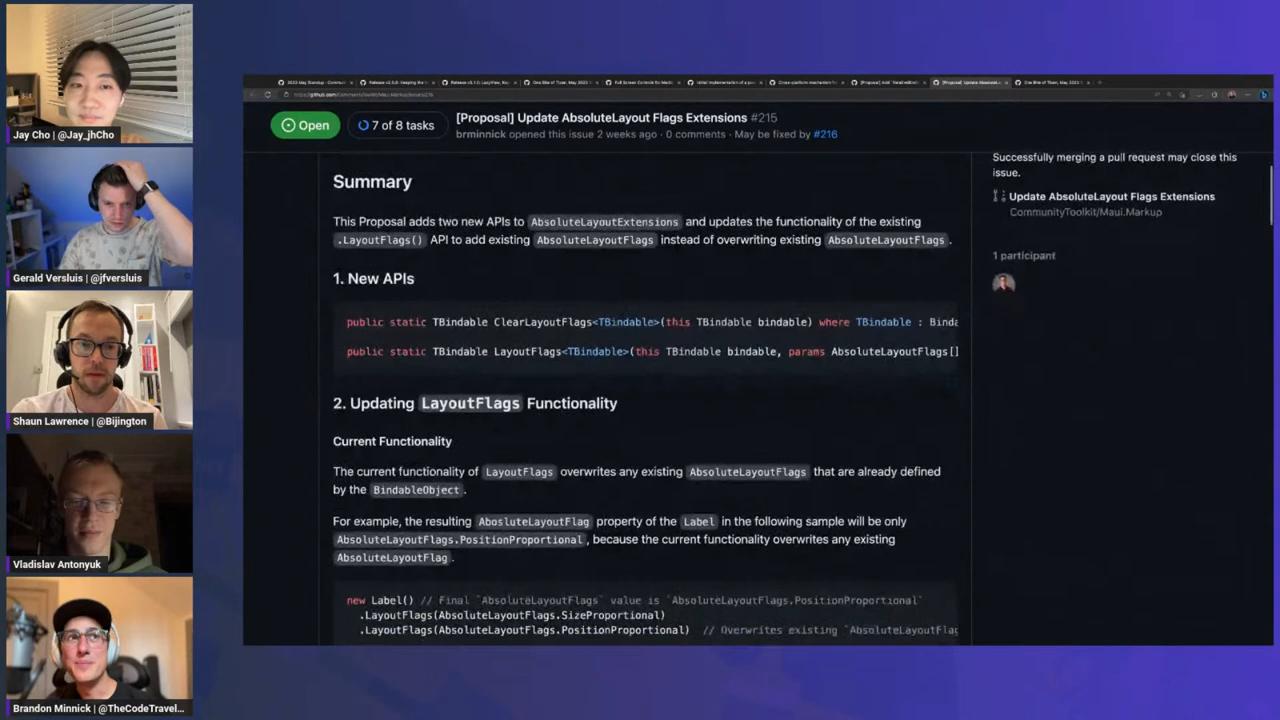 Jay Cho | @Jay_jhCho
Gerald Versluis | @jfversluis
Shaun Lawrence | @Bijington
Vladislav Antonyuk
Brandon Minnick | @TheCodeTravel...
Open
7 of 8 tasks
[Proposal] Update AbsoluteLayout Flags Extensions #215
brminnick opened this issue 2 weeks ago · 0 comments · May be fixed by #216
Summary
This Proposal adds two new APIs to AbsoluteLayoutExtensions and updates the functionality of the existing
.LayoutFlags() API to add existing AbsoluteLayoutFlags instead of overwriting existing AbsoluteLayoutFlags .
1. New APIs
public static TBindable ClearLayoutFlags<TBindable>(this TBindable bindable) where TBindable : Binda
public static TBindable LayoutFlags<TBindable>(this TBindable bindable, params AbsoluteLayoutFlags[]
2. Updating LayoutFlags Functionality
Current Functionality
The current functionality of LayoutFlags overwrites any existing AbsoluteLayoutFlags that are already defined
by the BindableObject .
For example, the resulting AbosluteLayoutFlag property of the Label in the following sample will be only
AbsoluteLayoutFlags.PositionProportional , because the current functionality overwrites any existing
AbsoluteLayoutFlag .
new Label() // Final `AbsoluteLayoutFlags` value is `AbsoluteLayoutFlags.PositionProportional`
.LayoutFlags(AbsoluteLayoutFlags.SizeProportional)
.LayoutFlags(AbsoluteLayoutFlags.PositionProportional) // Overwrites existing `AbsoluteLayoutFlag
Successfully merging a pull request may close this
issue.
Update AbsoluteLayout Flags Extensions
CommunityToolkit/Maui.Markup
1 participant